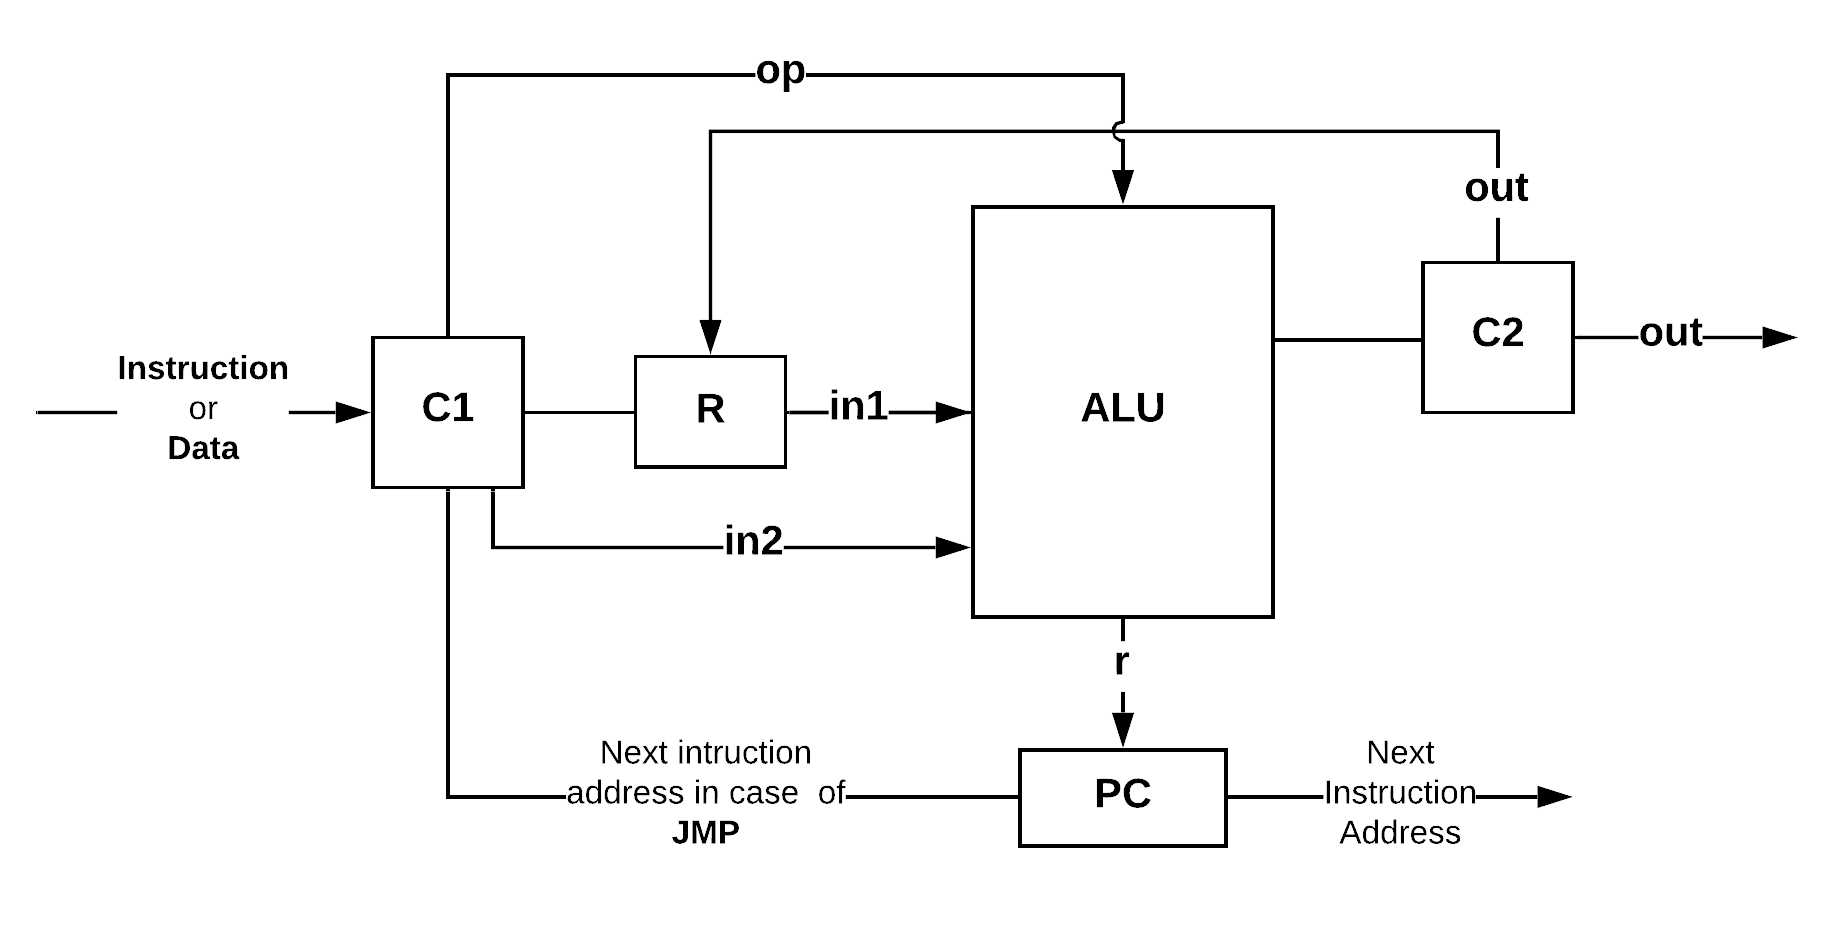 op
out
Instruction
or
Data
C1
R
in1
ALU
C2
out
in2
r
Next intruction
address in case  of
JMP
PC
Next
Instruction
Address